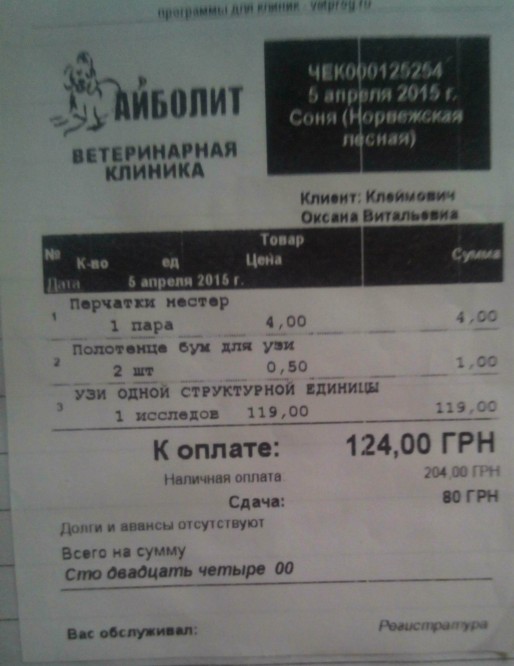 программы для клиник - vetprog.ru
АЙБОЛИТ
ВЕТЕРИНАРНАЯ
КЛИНИКА
ЧЕК000125254
5 апреля 2015 г.
Соня (Норвежская
лесная)
Клиент: Клеймович
Оксана Витальевна
№ К-во ед Товар Цена Сумма
Дата 5 апреля 2015 г.
1 Перчатки нестер
1 пара 4,00 4,00
2 Полотенце бум для узи
2 шт 0,50 1,00
3 УЗИ ОДНОЙ СТРУКТУРНОЙ ЕДИНИЦЫ
1 исследов 119,00 119,00
К оплате: 124,00 ГРН
Наличная оплата 204,00 ГРН
Сдача: 80 ГРН
Долги и авансы отсутствуют
Всего на сумму
Сто двадцать четыре 00
Вас обслуживал: Регистратура